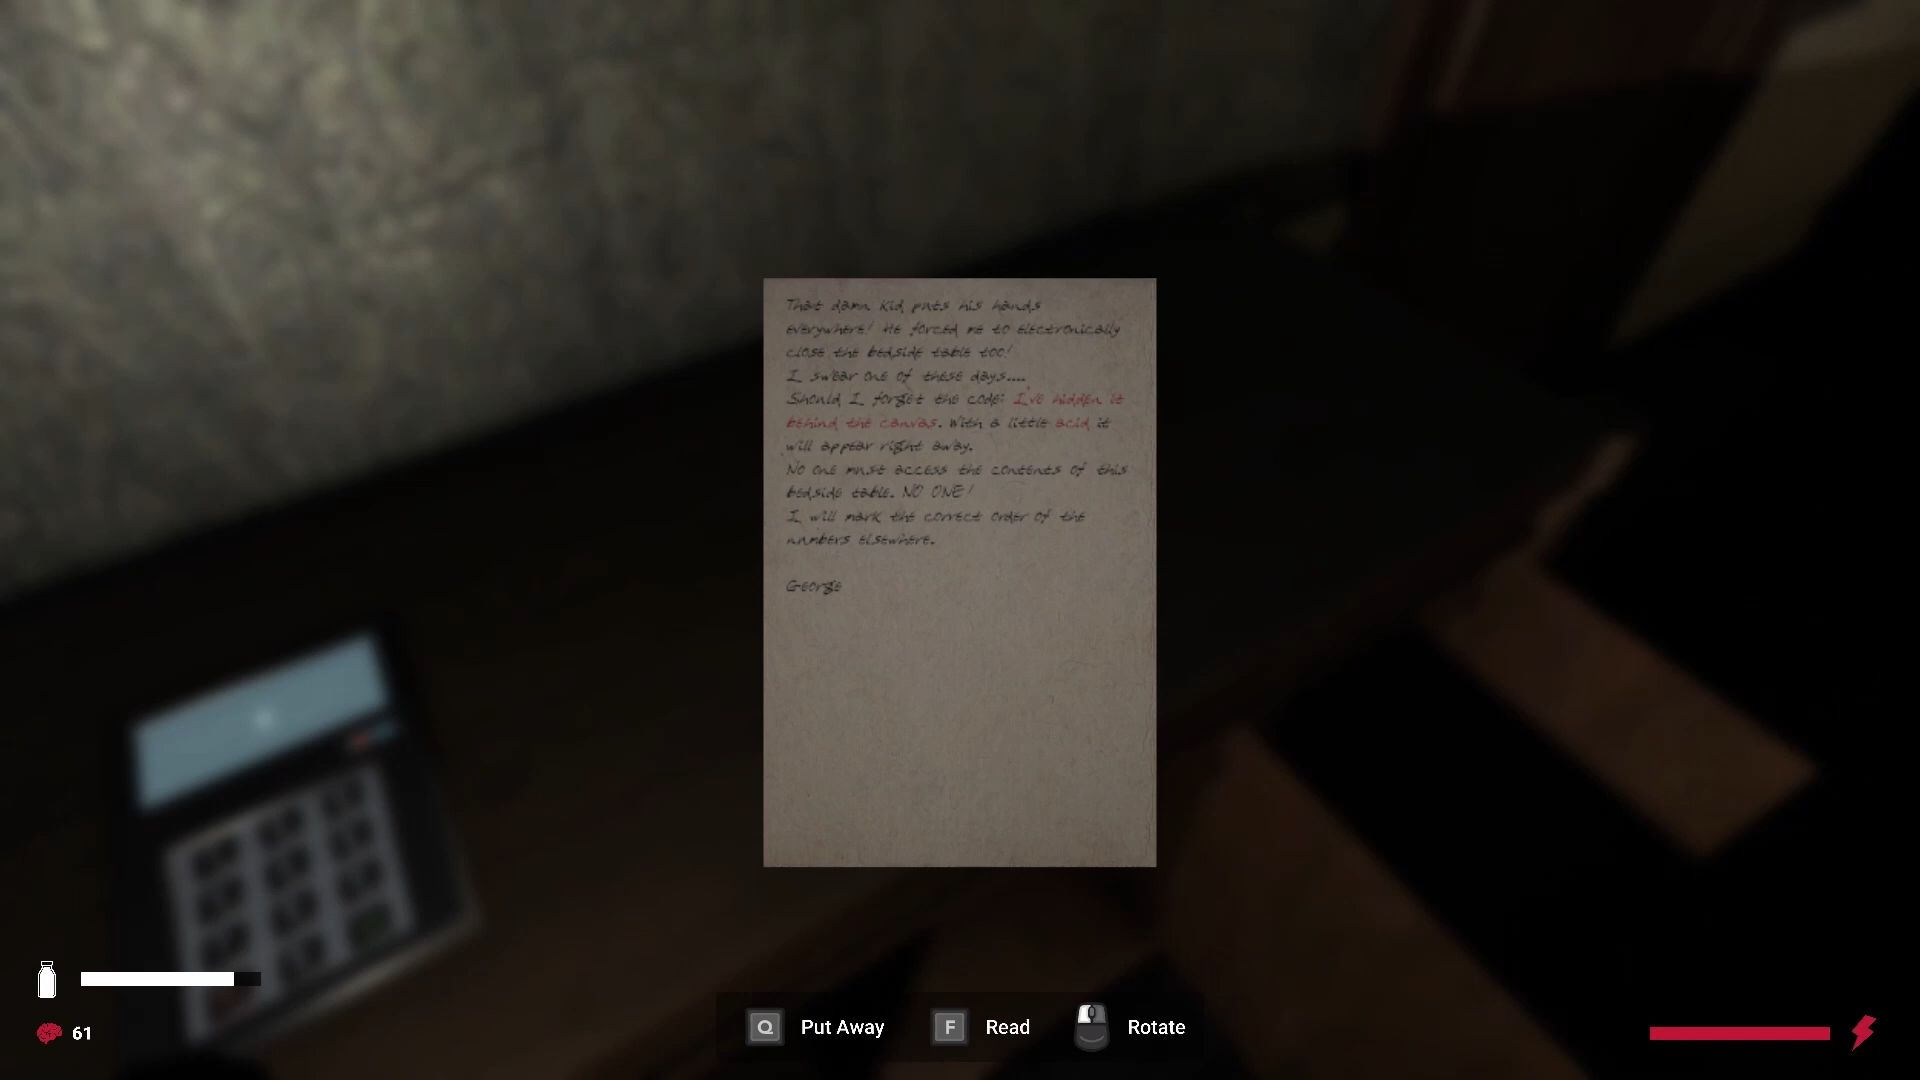 That damn kid puts his hands
everywhere! He forced me to electronically
close the bedside table too!
I swear one of these days....
Should I forget the code: I've hidden it
behind the canvas. With a little acid it
will appear right away.
No one must access the contents of this
bedside table. NO ONE!
I will mark the correct order of the
numbers elsewhere.
George
61
Q Put Away F Read Rotate